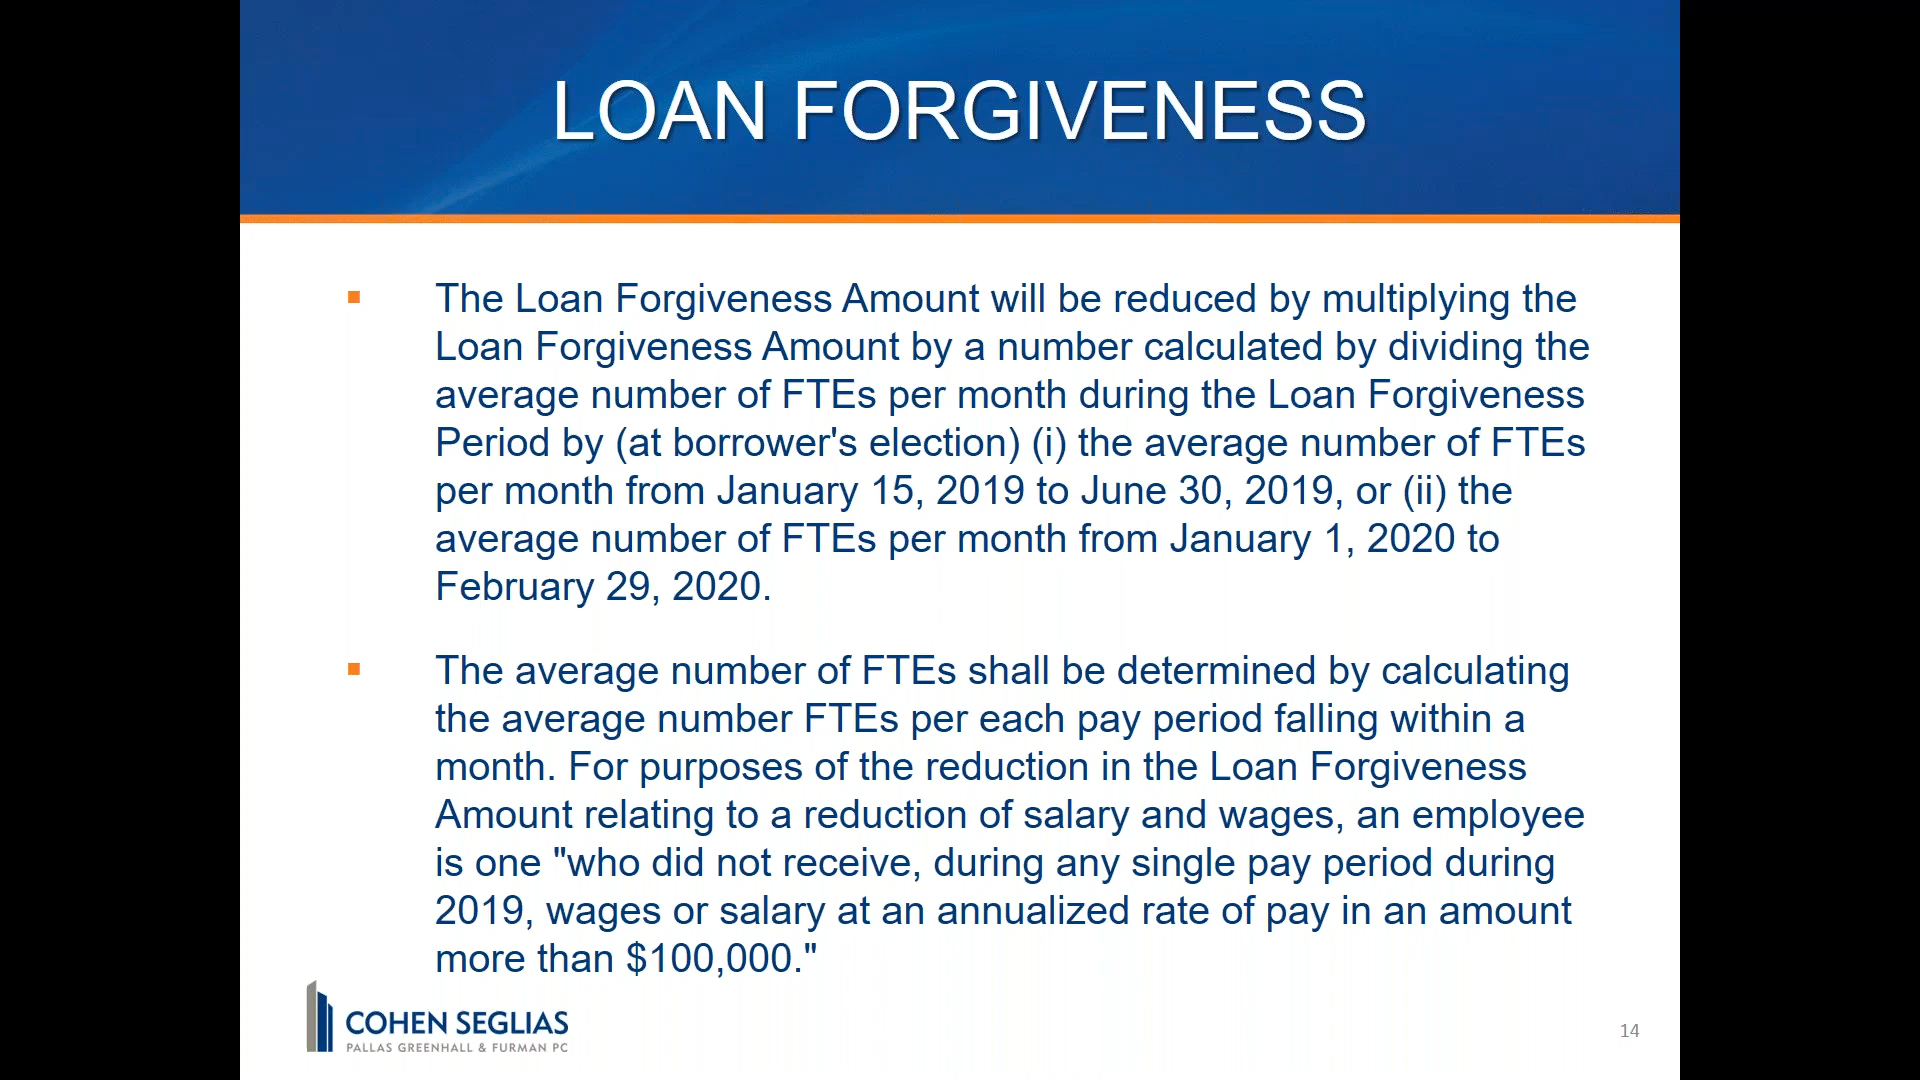 LOAN FORGIVENESS
The Loan Forgiveness Amount will be reduced by multiplying the
Loan Forgiveness Amount by a number calculated by dividing the
average number of FTEs per month during the Loan Forgiveness
Period by (at borrower's election) (i) the average number of FTEs
per month from January 15, 2019 to June 30, 2019, or (ii) the
average number of FTEs per month from January 1, 2020 to
February 29, 2020.
The average number of FTEs shall be determined by calculating
the average number FTEs per each pay period falling within a
month. For purposes of the reduction in the Loan Forgiveness
Amount relating to a reduction of salary and wages, an employee
is one "who did not receive, during any single pay period during
2019, wages or salary at an annualized rate of pay in an amount
more than $100,000."
COHEN SEGLIAS
PALLAS GREENHALL & FURMAN PC
14